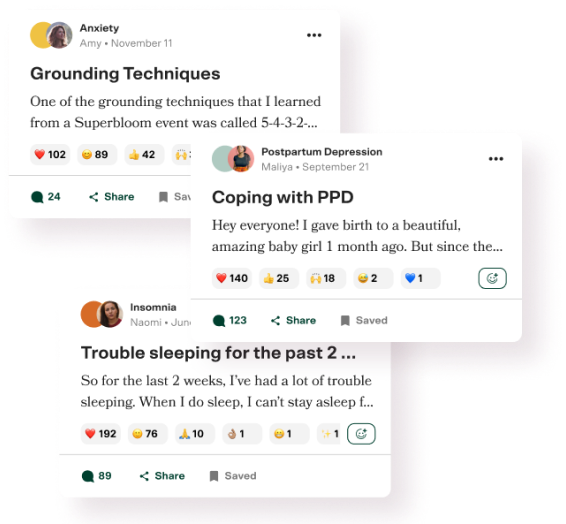 Anxiety
Amy • November 11
Grounding Techniques
One of the grounding techniques that I learned
from a Superbloom event was called 5-4-3-2-...
102 89 42
24 Share
Postpartum Depression
Maliya • September 21
Coping with PPD
Hey everyone! I gave birth to a beautiful,
amazing baby girl 1 month ago. But since the...
140 25 18 2 1
123 Share Saved
Insomnia
Naomi •
Trouble sleeping for the past 2 ...
So for the last 2 weeks, I've had a lot of trouble
sleeping. When I do sleep, I can't stay asleep f...
192 76 10 1 1 1
89 Share Saved